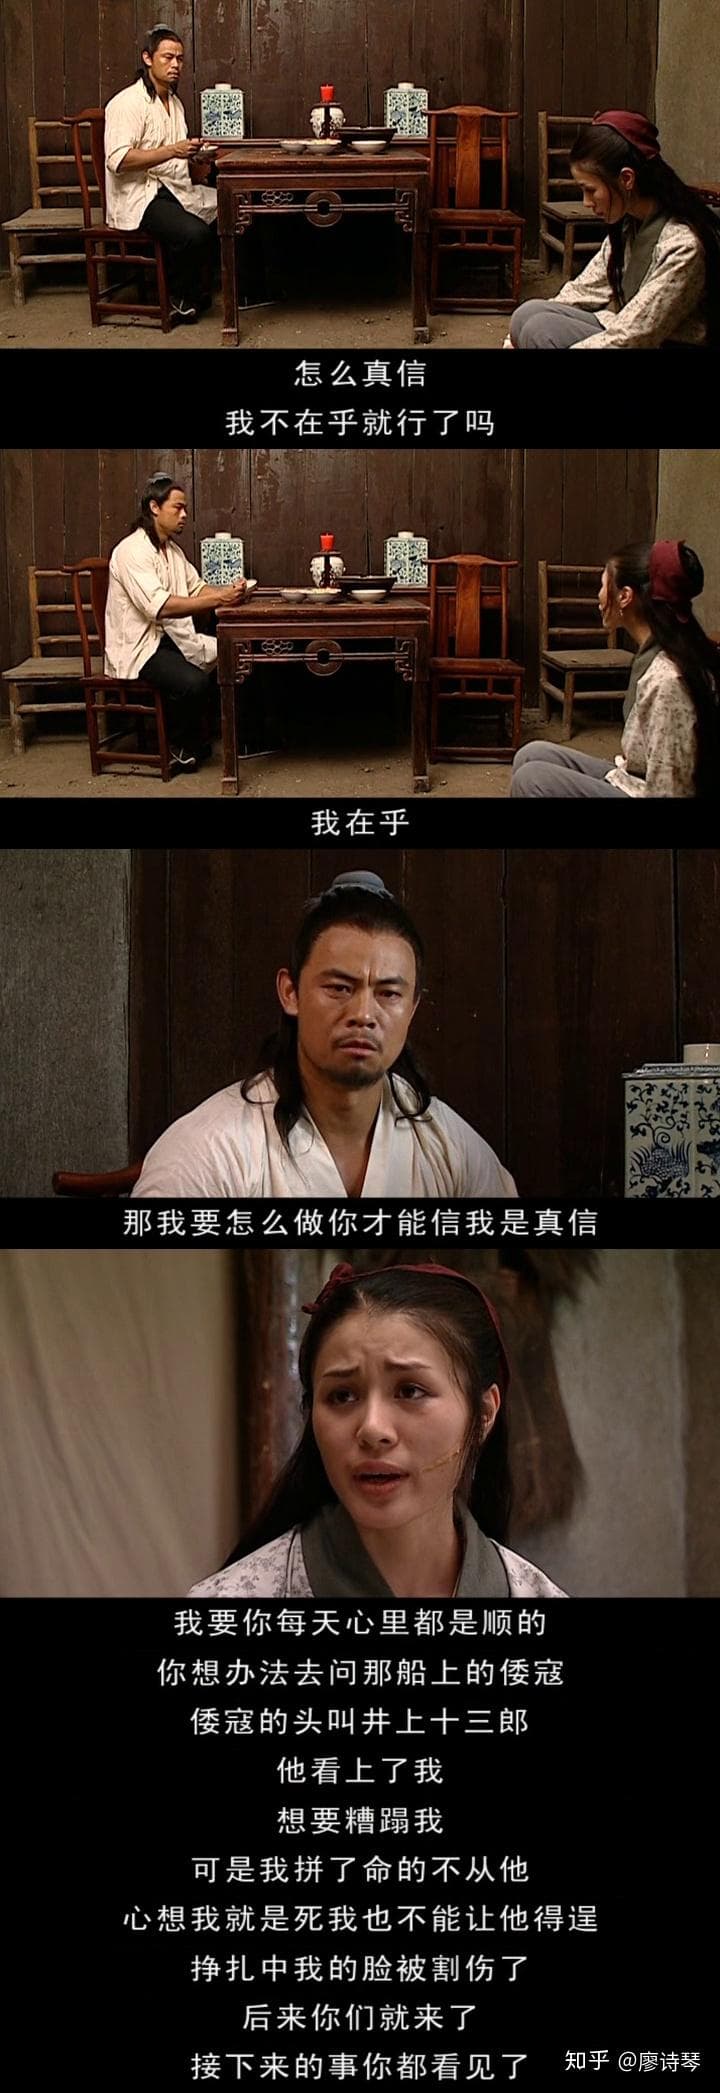 怎么真信
我不在乎就行了吗
我在乎
那我要怎么做你才能信我是真信
我要你每天心里都是顺的
你想办法去问那船上的倭寇
倭寇的头叫井上十三郎
他看上了我
想要糟蹋我
可是我拼了命的不从他
心想我就是死我也不能让他得逞
挣扎中我的脸被割伤了
后来你们就来了
接下来的事你都看见了
知乎 @廖诗琴